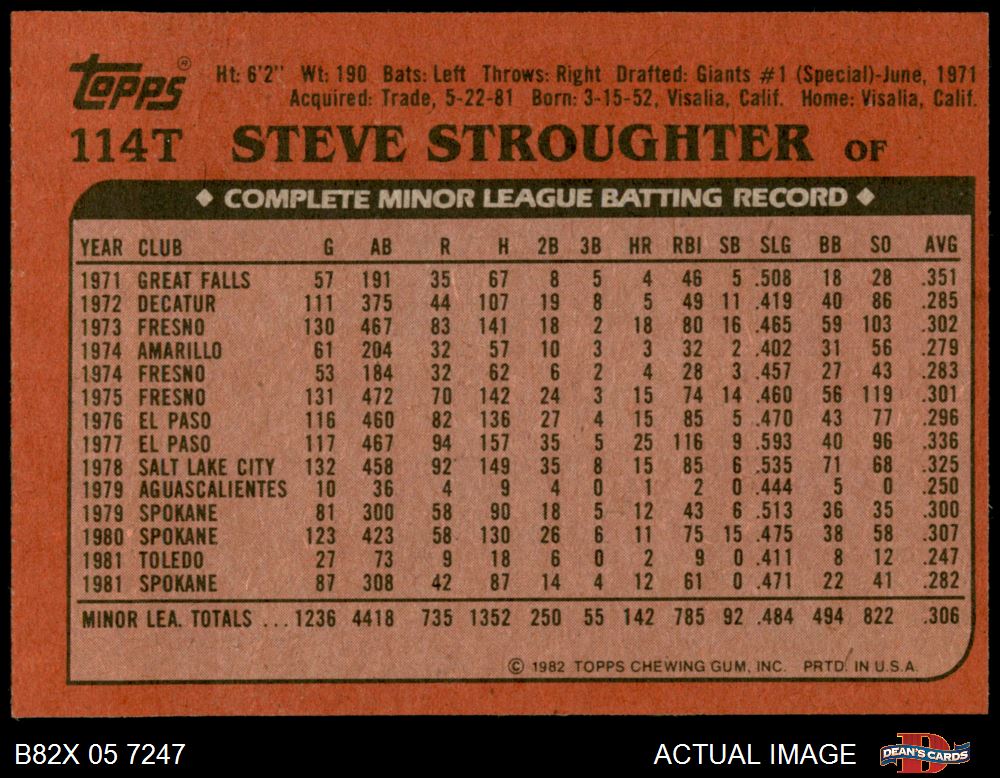 Topps® Ht: 6'2" Wt: 190 Bats: Left Throws: Right Drafted: Giants #1 (Special)-June, 1971
Acquired: Trade, 5-22-81 Born: 3-15-52, Visalia, Calif. Home: Visalia, Calif.
114T STEVE STROUGHTER OF
◆ COMPLETE MINOR LEAGUE BATTING RECORD ◆
YEAR CLUB G AB R H 2B 3B HR RBI SB SLG BB SO AVG
1971 GREAT FALLS 57 191 35 67 8 5 4 46 5 .508 18 28 .351
1972 DECATUR 111 375 44 107 19 8 5 49 11 .419 40 86 .285
1973 FRESNO 130 467 83 141 18 2 18 80 16 .465 59 103 .302
1974 AMARILLO 61 204 32 57 10 3 3 32 2 .402 31 56 .279
1974 FRESNO 53 184 32 62 6 2 4 28 3 .457 27 43 .283
1975 FRESNO 131 472 70 142 24 3 15 74 14 .460 56 119 .301
1976 EL PASO 116 460 82 136 27 4 15 85 5 .470 43 77 .296
1977 EL PASO 117 467 94 157 35 5 25 116 9 .593 40 96 .336
1978 SALT LAKE CITY 132 458 92 149 35 8 15 85 6 .535 71 68 .325
1979 AGUASCALIENTES 10 36 4 9 4 0 1 2 0 .444 5 0 .250
1979 SPOKANE 81 300 58 90 18 5 12 43 6 .513 36 35 .300
1980 SPOKANE 123 423 58 130 26 6 11 75 15 .475 38 58 .307
1981 TOLEDO 27 73 9 18 6 0 2 9 0 .411 8 12 .247
1981 SPOKANE 87 308 42 87 14 4 12 61 0 .471 22 41 .282
MINOR LEA. TOTALS ... 1236 4418 735 1352 250 55 142 785 92 .484 494 822 .306
© 1982 TOPPS CHEWING GUM, INC. PRTD. IN U.S.A.
B82X 05 7247 ACTUAL IMAGE DEAN'S CARDS